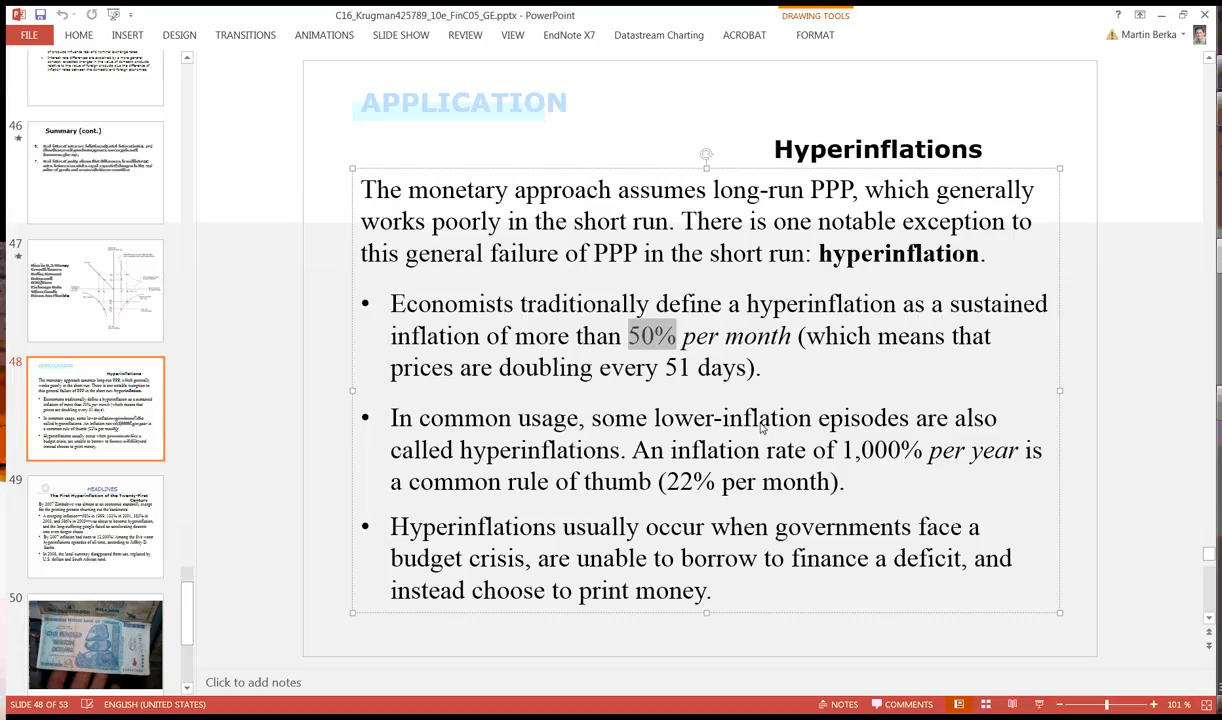 C16_Krugman425789_10e_FinC05_GE.pptx - PowerPoint
DRAWING TOOLS
FILE HOME INSERT DESIGN TRANSITIONS ANIMATIONS SLIDE SHOW REVIEW VIEW EndNote X7 Datastream Charting ACROBAT FORMAT
Martin Berka
46
Summary (cont.)
47
48
49
HEADLINES
The First Hyperinflation of the Twenty-First
Century
50
APPLICATION
Hyperinflations
The monetary approach assumes long-run PPP, which generally
works poorly in the short run. There is one notable exception to
this general failure of PPP in the short run: hyperinflation.
• Economists traditionally define a hyperinflation as a sustained
inflation of more than 50% per month (which means that
prices are doubling every 51 days).
• In common usage, some lower-inflation episodes are also
called hyperinflations. An inflation rate of 1,000% per year is
a common rule of thumb (22% per month).
• Hyperinflations usually occur when governments face a
budget crisis, are unable to borrow to finance a deficit, and
instead choose to print money.
Click to add notes
SLIDE 48 OF 53 ENGLISH (UNITED STATES) NOTES COMMENTS 101 %